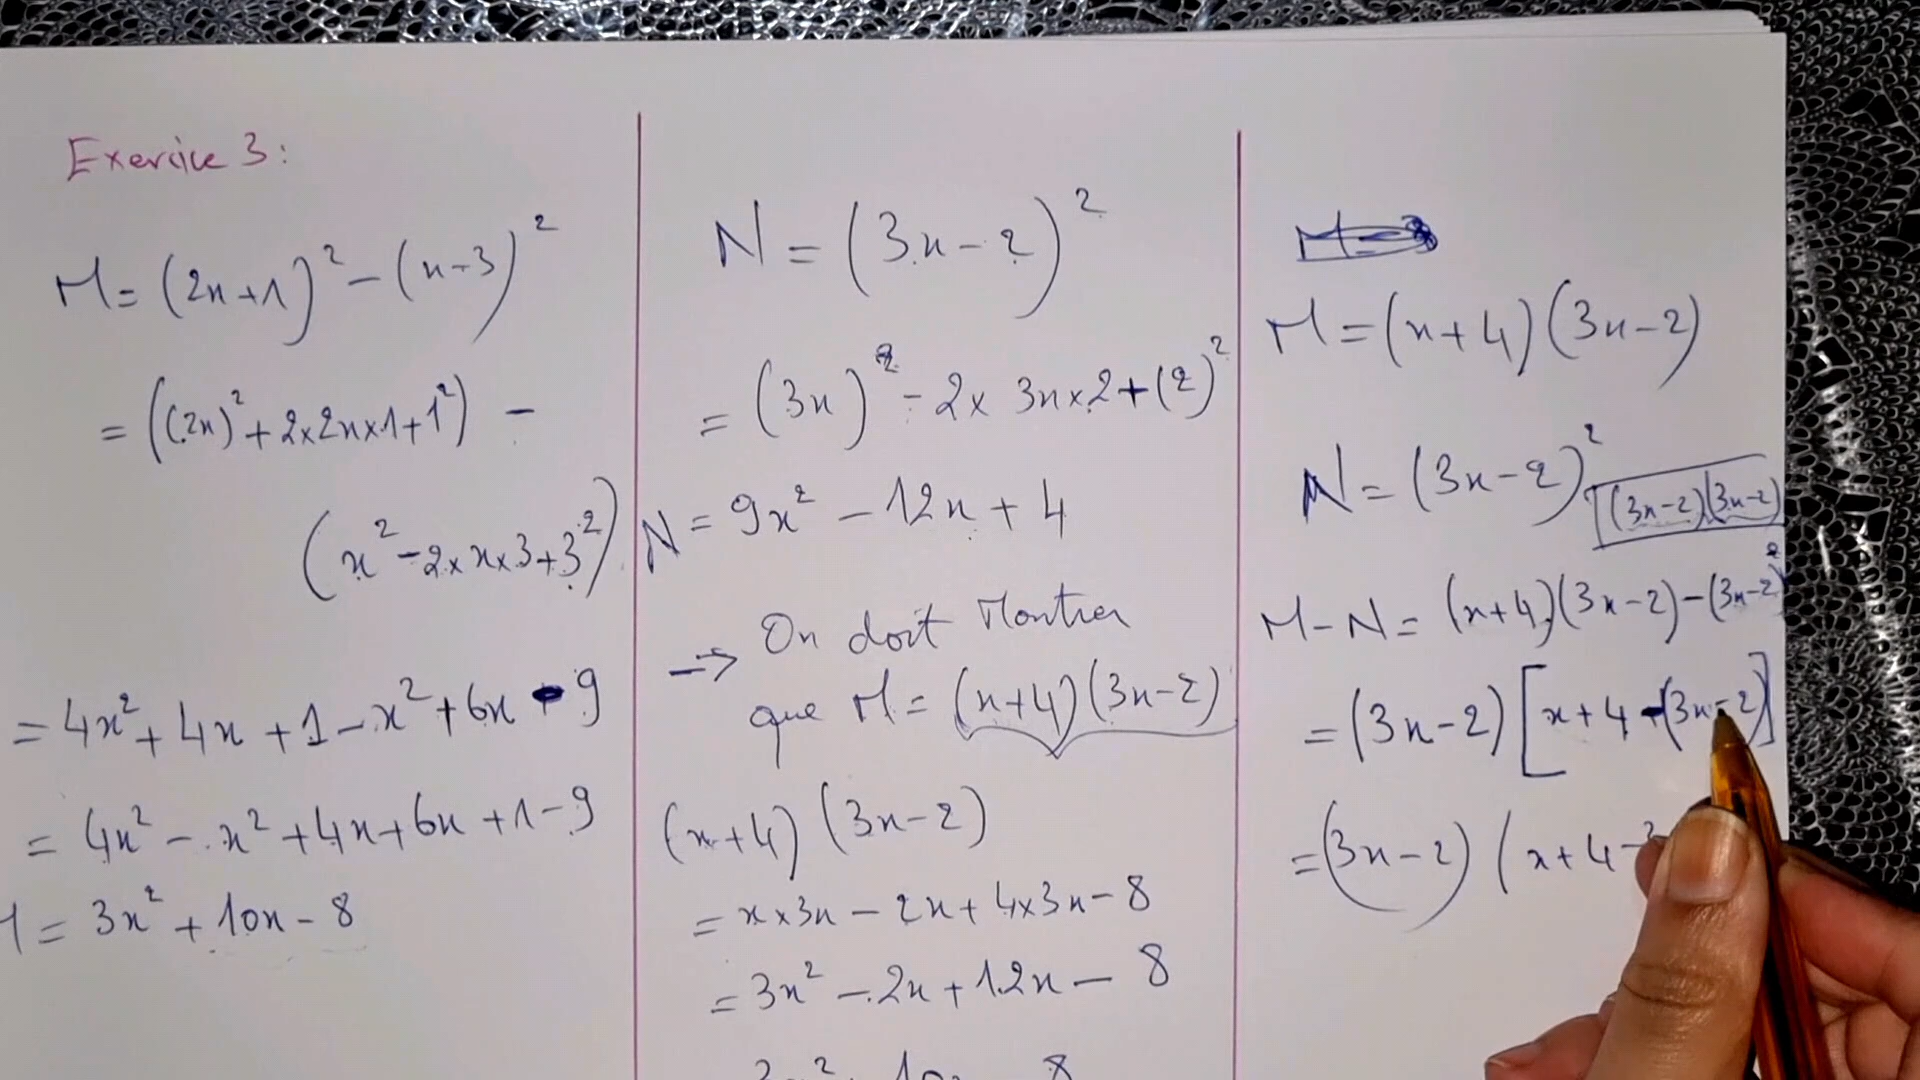 Exercice 3:
M = (2x+1)² - (x-3)²
= ((2x)² + 2×2x×1+1²) -
(x² - 2×x×3+3²)
= 4x² + 4x + 1 - x² + 6x - 9
= 4x² - x² + 4x + 6x + 1 - 9
M = 3x² + 10x - 8
N = (3x - 2)²
= (3x)² - 2× 3x×2 + (2)²
N = 9x² - 12x + 4
→ On doit Montrer
que M = (x+4)(3x-2)
(x+4)(3x-2)
= x×3x - 2x + 4×3x - 8
= 3x² - 2x + 12x - 8
M = (x+4)(3x-2)
N = (3x-2)²
(3x-2)(3x-2)
M - N = (x+4)(3x-2) - (3x-2)²
= (3x-2) [x+4 - (3x-2)]
= (3x-2) (x+4-